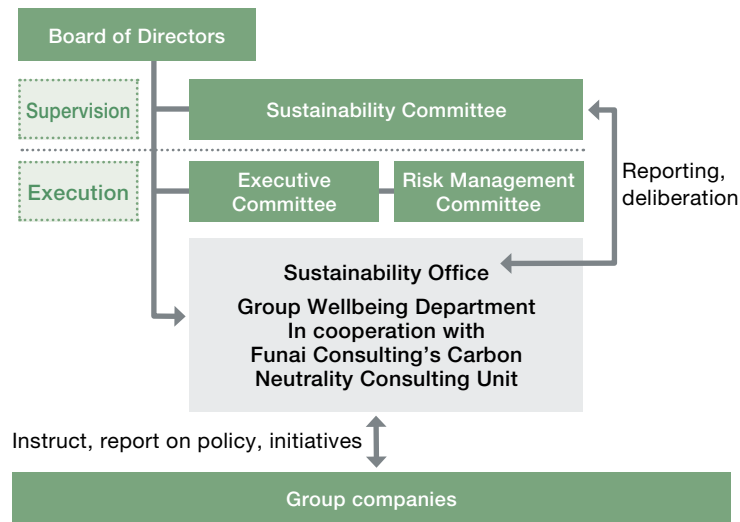 Board of Directors
Supervision
Sustainability Committee
Execution
Executive
Committee
Risk Management
Committee
Reporting,
deliberation
Sustainability Office
Group Wellbeing Department
In cooperation with
Funai Consulting’s Carbon
Neutrality Consulting Unit
Instruct, report on policy, initiatives
Group companies